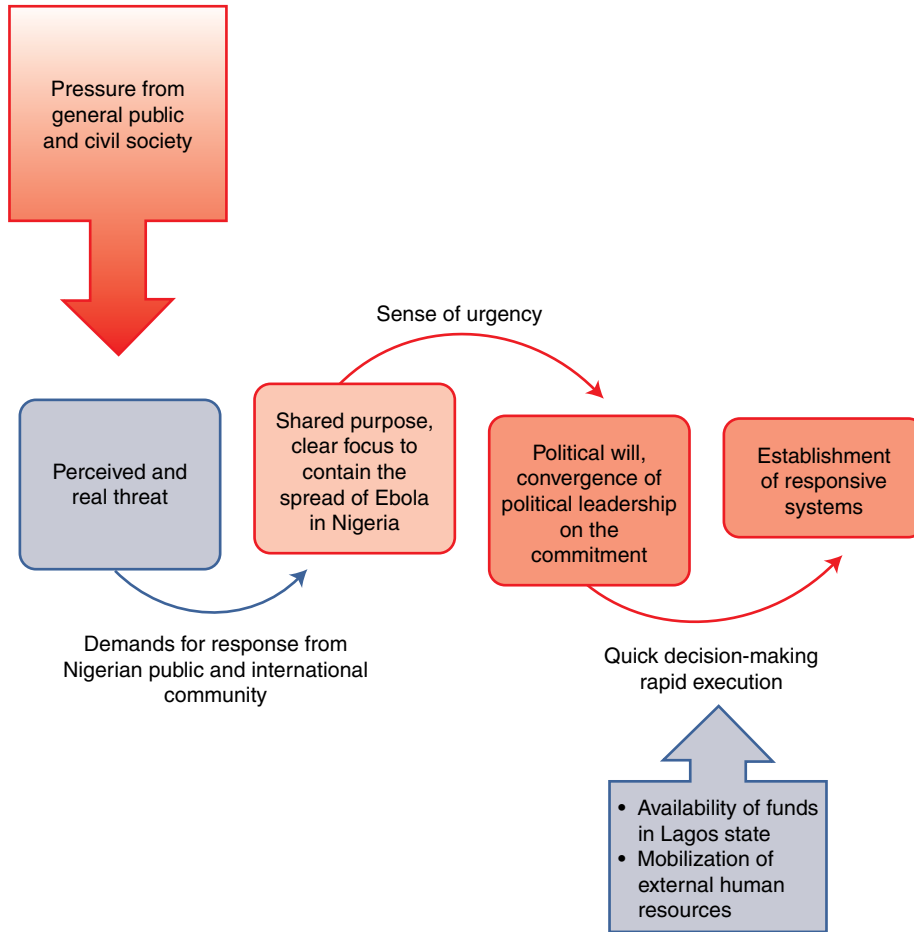 Pressure from
general public
and civil society
Sense of urgency
Perceived and
real threat
Shared purpose,
clear focus to
contain the
spread of Ebola
in Nigeria
Political will,
convergence of
political leadership
on the
commitment
Establishment
of responsive
systems
Demands for response from
Nigerian public and international
community
Quick decision-making
rapid execution
• Availability of funds
in Lagos state
• Mobilization of
external human
resources